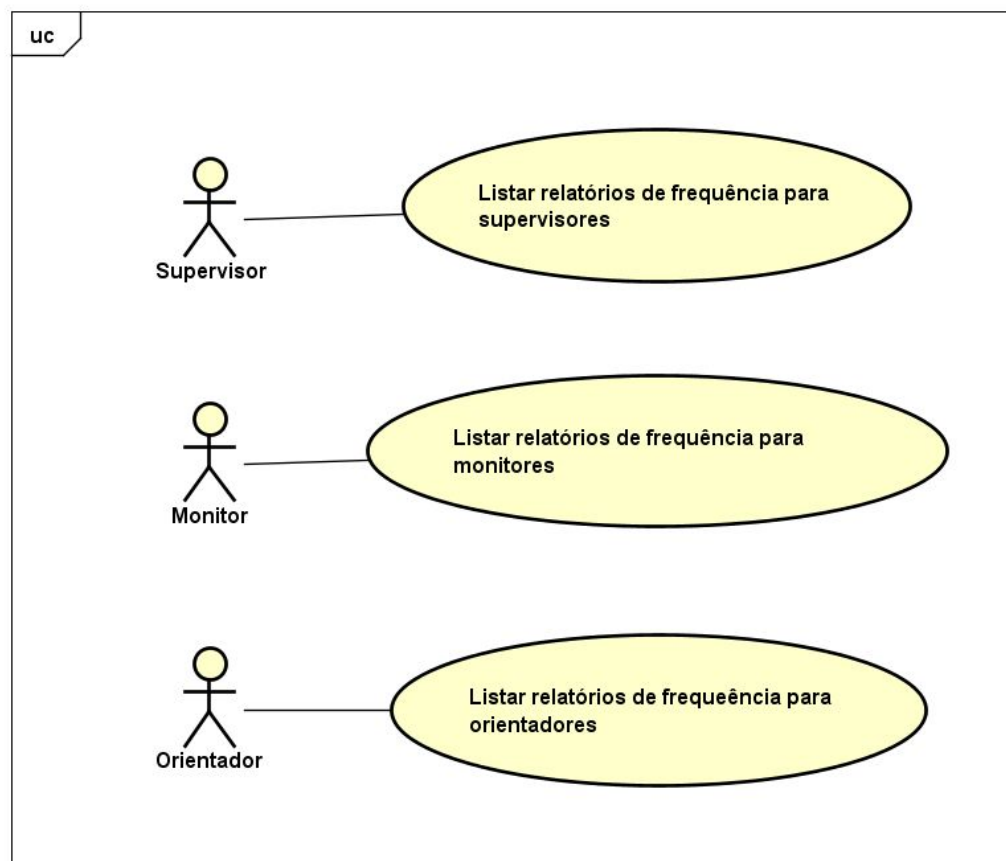 uc
Listar relatórios de frequência para
supervisores
Supervisor
Listar relatórios de frequência para
monitores
Monitor
Listar relatórios de frequeência para
orientadores
Orientador